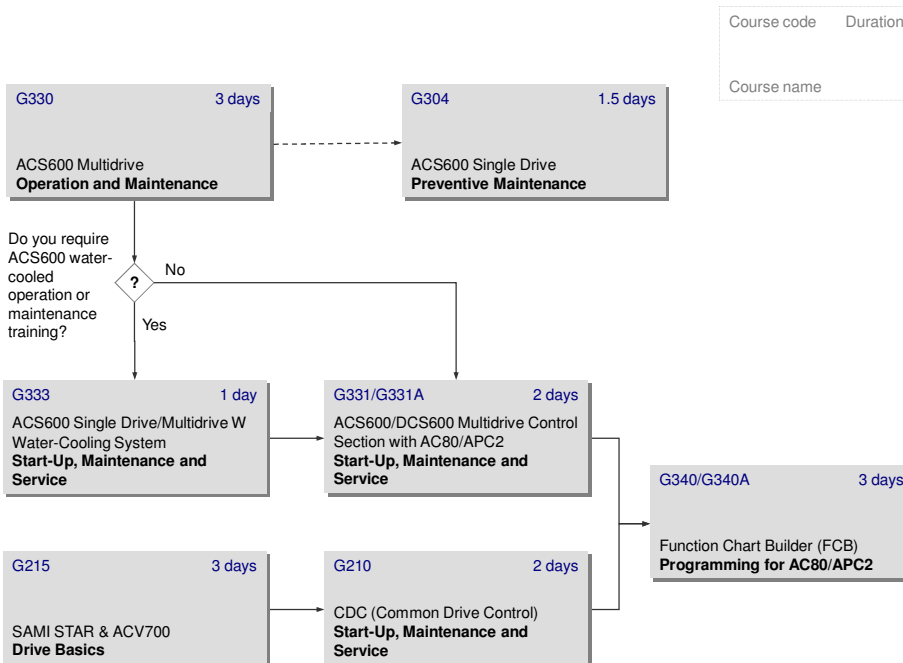 Course code Duration
Course name
G330 3 days
ACS600 Multidrive
Operation and Maintenance
G304 1.5 days
ACS600 Single Drive
Preventive Maintenance
Do you require
ACS600 water-
cooled
operation or
maintenance
training?
?
No
Yes
G333 1 day
ACS600 Single Drive/Multidrive W
Water-Cooling System
Start-Up, Maintenance and
Service
G331/G331A 2 days
ACS600/DCS600 Multidrive Control
Section with AC80/APC2
Start-Up, Maintenance and
Service
G340/G340A 3 days
Function Chart Builder (FCB)
Programming for AC80/APC2
G215 3 days
SAMI STAR & ACV700
Drive Basics
G210 2 days
CDC (Common Drive Control)
Start-Up, Maintenance and
Service